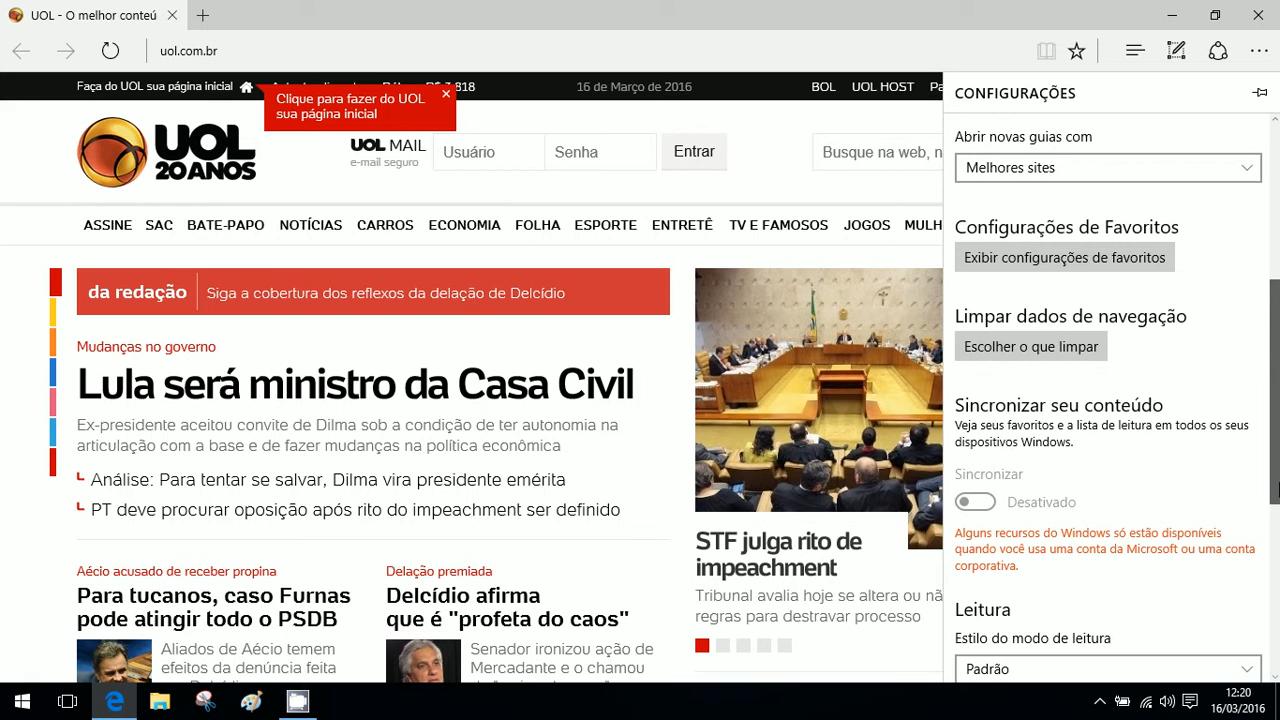 UOL - O melhor conteú
uol.com.br
Faça do UOL sua página inicial
818
16 de Março de 2016
BOL
UOL HOST
Clique para fazer do UOL
sua página inicial
UOL
20 ANOS
UOL MAIL
e-mail seguro
Usuário
Senha
Entrar
Busque na web, n
ASSINE SAC BATE-PAPO NOTÍCIAS CARROS ECONOMIA FOLHA ESPORTE ENTRETÊ TV E FAMOSOS JOGOS MULH
da redação
Siga a cobertura dos reflexos da delação de Delcídio
Mudanças no governo
Lula será ministro da Casa Civil
Ex-presidente aceitou convite de Dilma sob a condição de ter autonomia na
articulação com a base e de fazer mudanças na política econômica
Análise: Para tentar se salvar, Dilma vira presidente emérita
PT deve procurar oposição após rito do impeachment ser definido
Aécio acusado de receber propina
Para tucanos, caso Furnas
pode atingir todo o PSDB
Aliados de Aécio temem
efeitos da denúncia feita
Delação premiada
Delcídio afirma
que é "profeta do caos"
Senador ironizou ação de
Mercadante e o chamou
STF julga rito de
impeachment
Tribunal avalia hoje se altera ou nã
regras para destravar processo
CONFIGURAÇÕES
Abrir novas guias com
Melhores sites
Configurações de Favoritos
Exibir configurações de favoritos
Limpar dados de navegação
Escolher o que limpar
Sincronizar seu conteúdo
Veja seus favoritos e a lista de leitura em todos os seus
dispositivos Windows.
Sincronizar
Desativado
Alguns recursos do Windows só estão disponíveis
quando você usa uma conta da Microsoft ou uma conta
corporativa.
Leitura
Estilo do modo de leitura
Padrão
12:20
16/03/2016